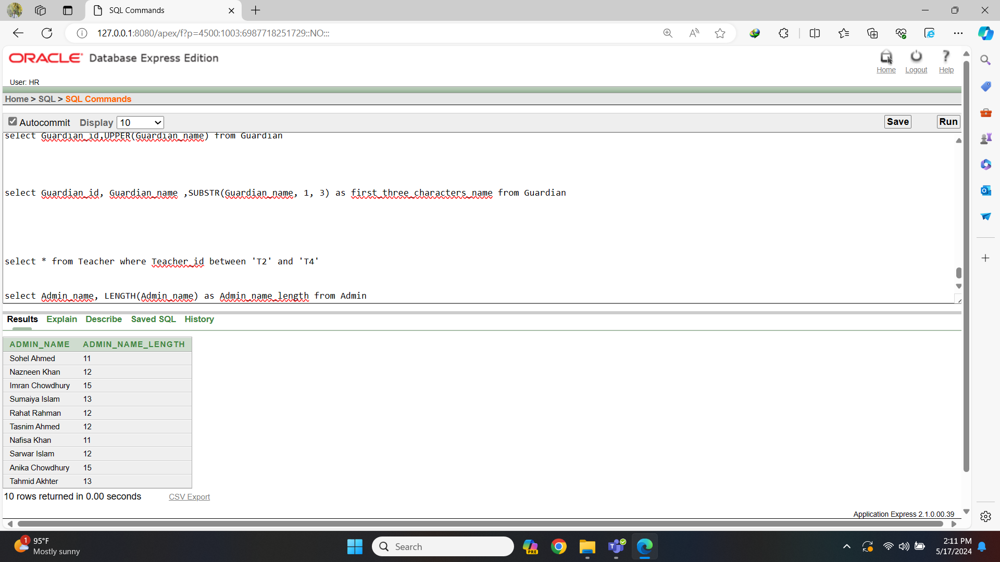 SQL Commands
127.0.0.1:8080/apex/f?p=4500:1003:6987718251729::NO:::
ORACLE Database Express Edition
Home Logout Help
User: HR
Home > SQL > SQL Commands
Autocommit Display 10 Save Run
select Guardian_id,UPPER(Guardian_name) from Guardian
select Guardian_id, Guardian_name ,SUBSTR(Guardian_name, 1, 3) as first_three_characters_name from Guardian
select * from Teacher where Teacher_id between 'T2' and 'T4'
select Admin_name, LENGTH(Admin_name) as Admin_name_length from Admin
Results Explain Describe Saved SQL History
ADMIN_NAME ADMIN_NAME_LENGTH
Sohel Ahmed 11
Nazneen Khan 12
Imran Chowdhury 15
Sumaiya Islam 13
Rahat Rahman 12
Tasnim Ahmed 12
Nafisa Khan 11
Sarwar Islam 12
Anika Chowdhury 15
Tahmid Akhter 13
10 rows returned in 0.00 seconds CSV Export
Application Express 2.1.0.00.39
1 95°F
Mostly sunny
Search
PRE
2:11 PM
5/17/2024